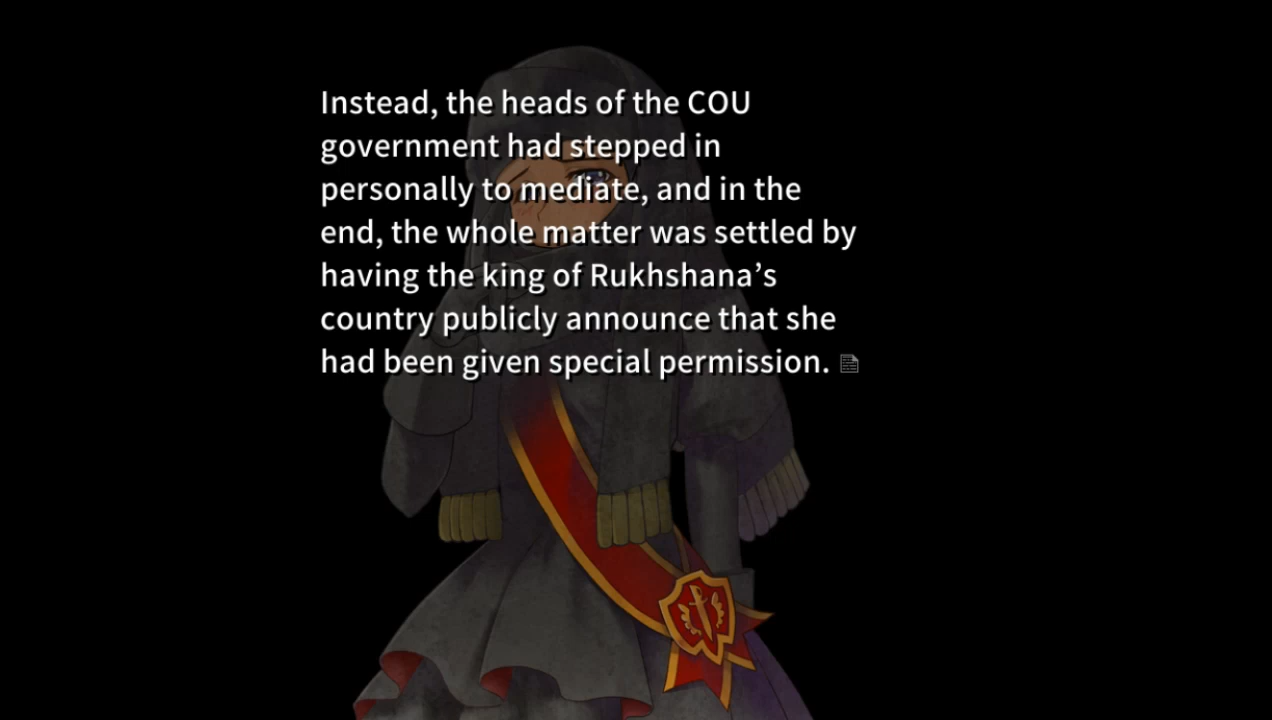 Instead, the heads of the COU
government had stepped in
personally to mediate, and in the
end, the whole matter was settled by
having the king of Rukhshana’s
country publicly announce that she
had been given special permission.